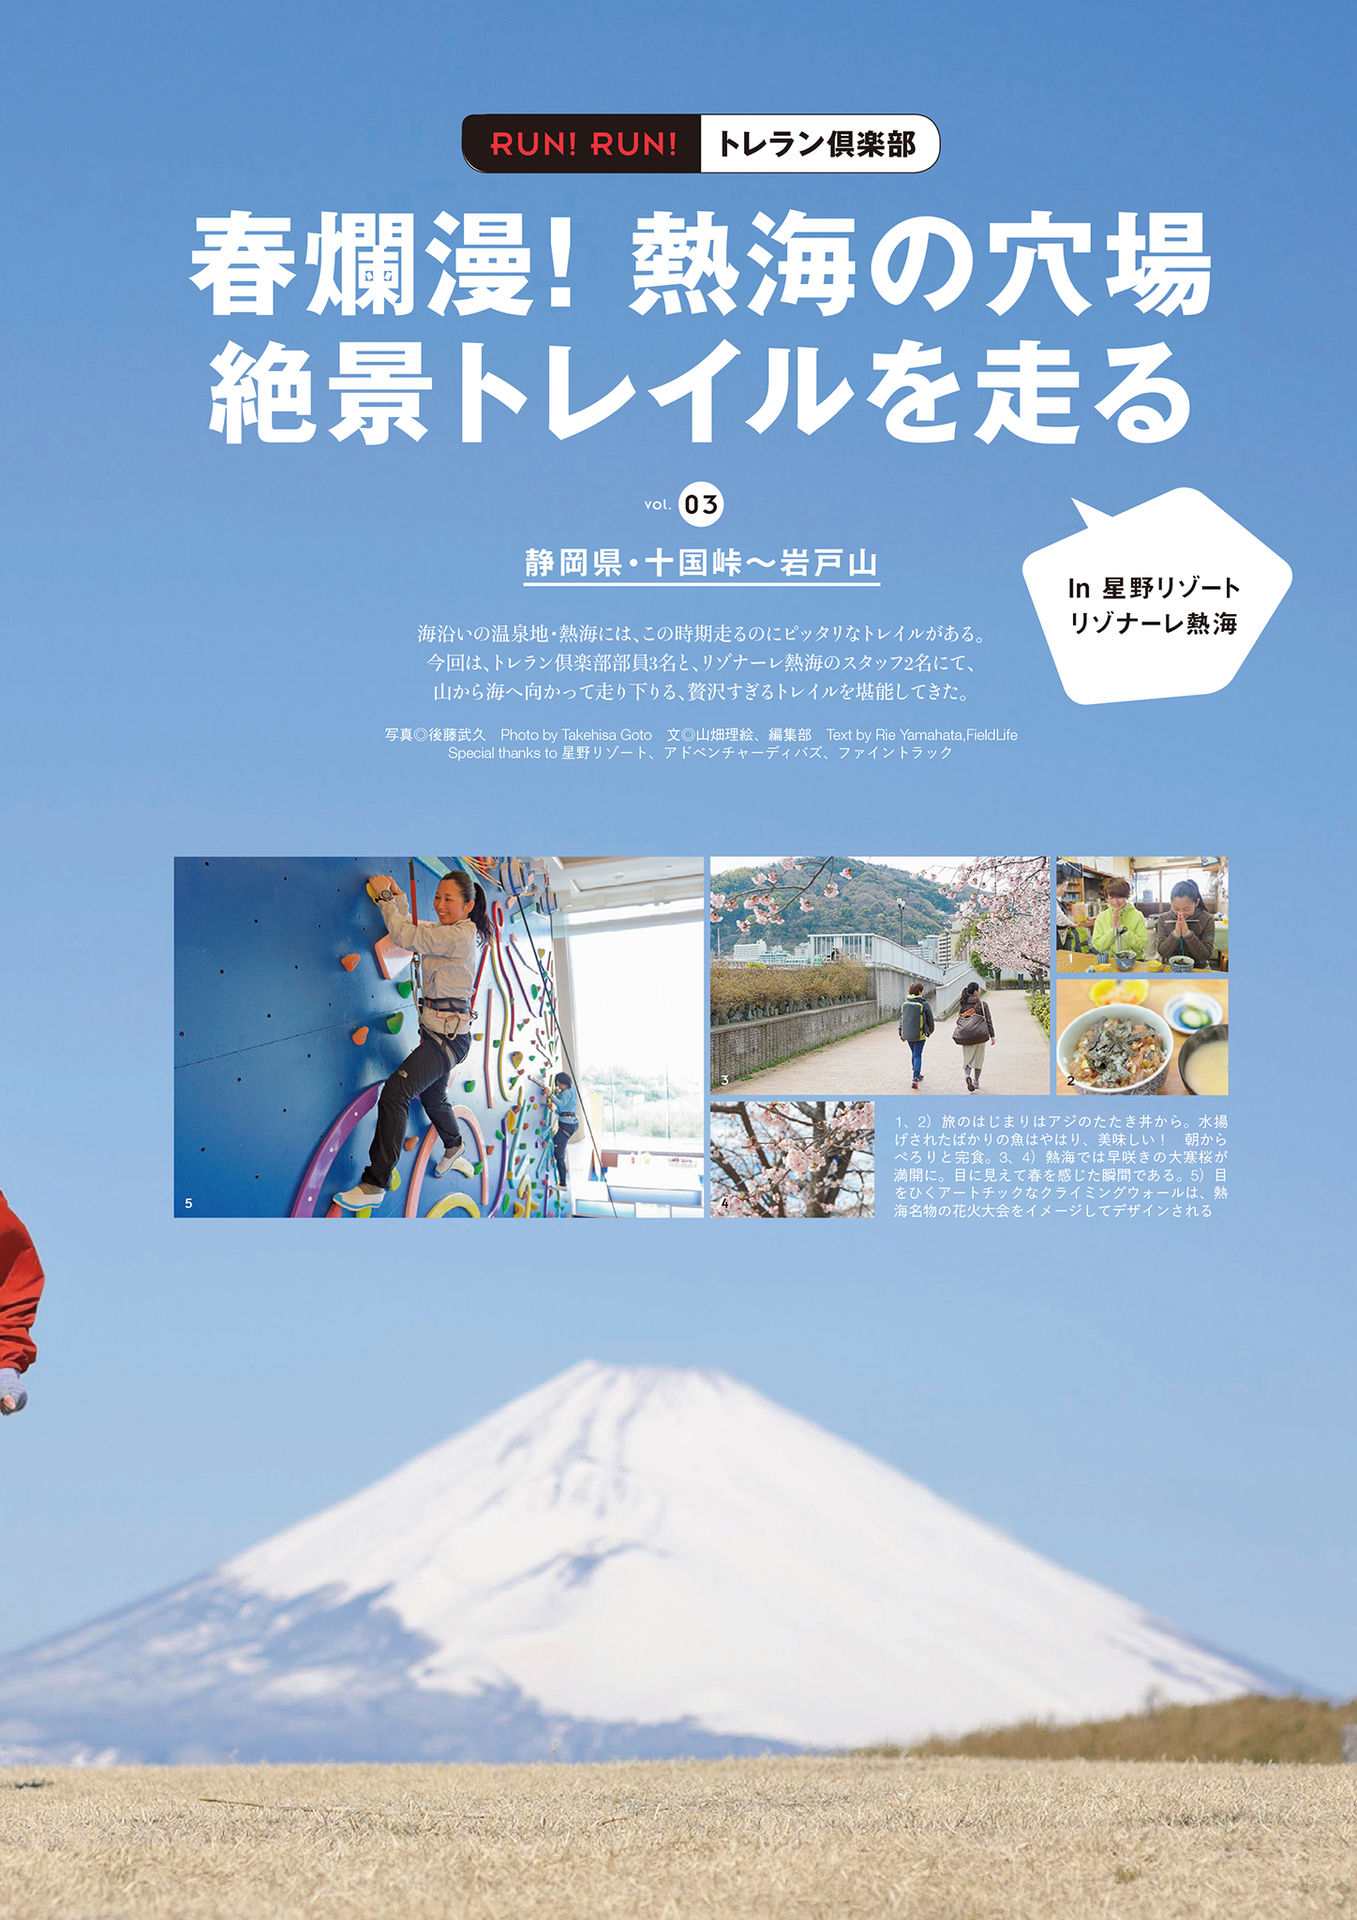 RUN! RUN! トレラン倶楽部
春爛漫! 熱海の穴場
絶景トレイルを走る
vol. 03
静岡県・十国峠〜岩戸山
In 星野リゾート
リゾナーレ熱海
海沿いの温泉地・熱海には、この時期走るのにピッタリなトレイルがある。
今回は、トレラン倶楽部部員3名と、リゾナーレ熱海のスタッフ2名にて、
山から海へ向かって走り下りる、贅沢すぎるトレイルを堪能してきた。
写真◎後藤武久　Photo by Takehisa Goto　文◎山畑理絵、編集部　Text by Rie Yamahata,FieldLife
Special thanks to 星野リゾート、アドベンチャーディバズ、ファイントラック
5
3
1
2
4
1、2）旅のはじまりはアジのたたき丼から。水揚
げされたばかりの魚はやはり、美味しい！　朝から
ぺろりと完食。3、4）熱海では早咲きの大寒桜が
満開に。目に見えて春を感じた瞬間である。5）目
をひくアートチックなクライミングウォールは、熱
海名物の花火大会をイメージしてデザインされる